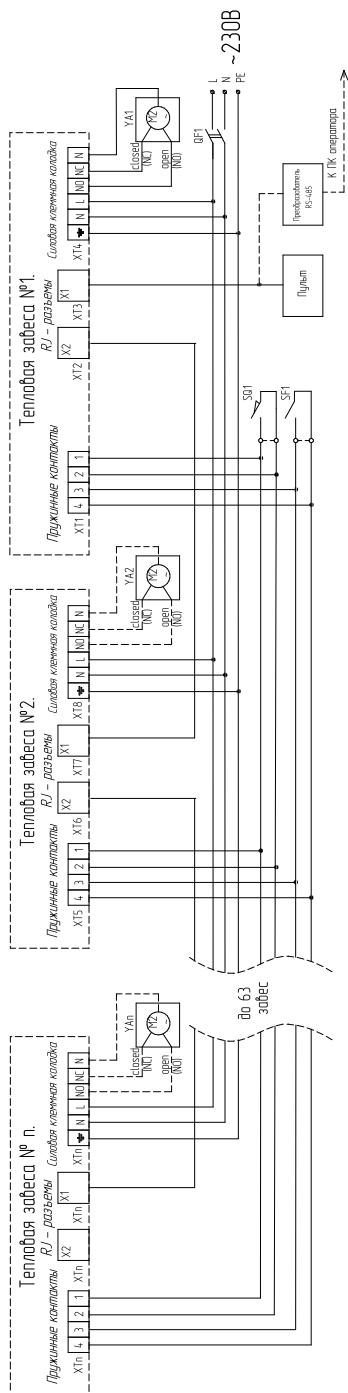 Тепловая завеса № n.
Пружинные контакты
RJ – разъемы
Силовая клеммная колодка
4 3 2 1
X2
X1
N L NO NC N
XTn
XTn
XTn
XTn
YAn
M2
closed
(NC)
open
(NO)
до 63
завес
Тепловая завеса №2.
Пружинные контакты
RJ – разъемы
Силовая клеммная колодка
4 3 2 1
X2
X1
N L NO NC N
XT5
XT6
XT7
XT8
YA2
M2
closed
(NC)
open
(NO)
Тепловая завеса №1.
Пружинные контакты
RJ – разъемы
Силовая клеммная колодка
4 3 2 1
X2
X1
N L NO NC N
XT1
XT2
XT3
XT4
YA1
M2
closed
(NC)
open
(NO)
QF1
L
N
PE
~230В
SQ1
SF1
Пульт
Преобразователь
RS-485
К ПК оператора